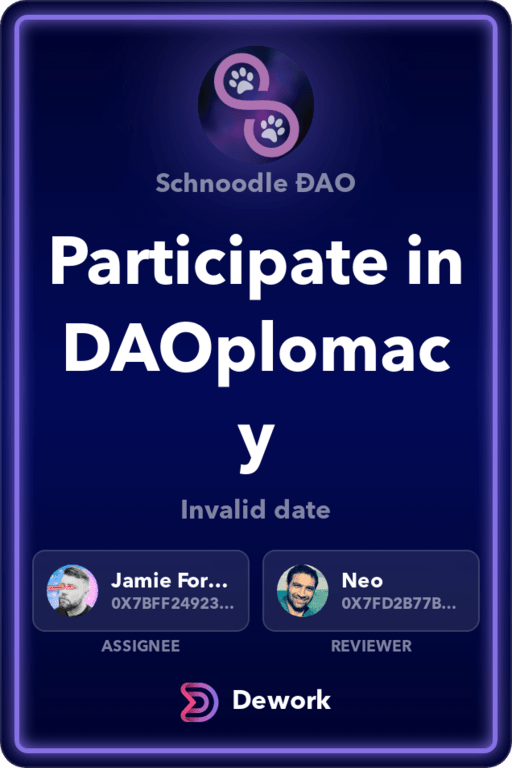 Schnoodle ĐAO
Participate in
DAOplomac
y
Invalid date
Jamie For...
0X7BFF24923...
Neo
0X7FD2B77B...
ASSIGNEE
REVIEWER
Dework